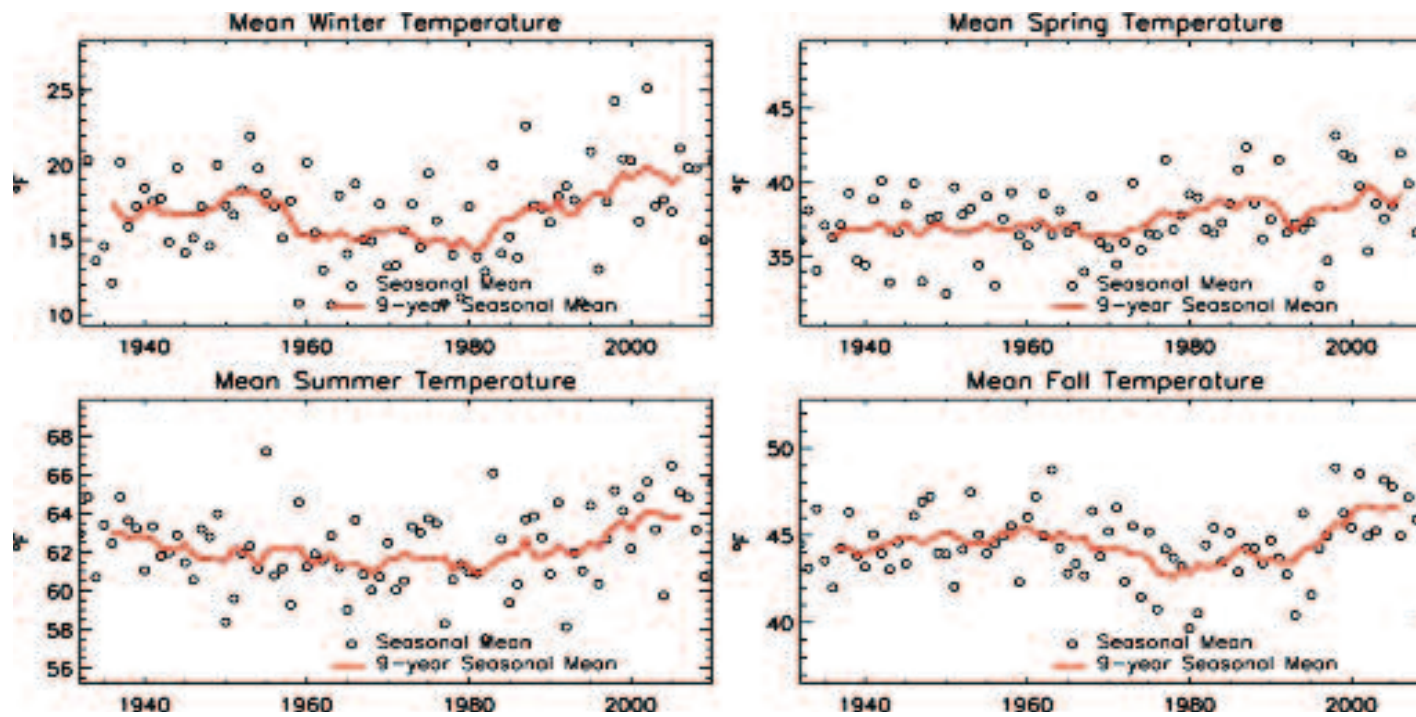 Mean Winter Temperature
Mean Spring Temperature
°F
25
20
15
10
Seasonal Mean
9-year Seasonal Mean
1940 1960 1980 2000
°F
45
40
35
Seasonal Mean
9-year Seasonal Mean
1940 1960 1980 2000
Mean Summer Temperature
Mean Fall Temperature
°F
68
66
64
62
60
58
56
Seasonal Mean
9-year Seasonal Mean
1940 1960 1980 2000
°F
50
45
40
Seasonal Mean
9-year Seasonal Mean
1940 1960 1980 2000